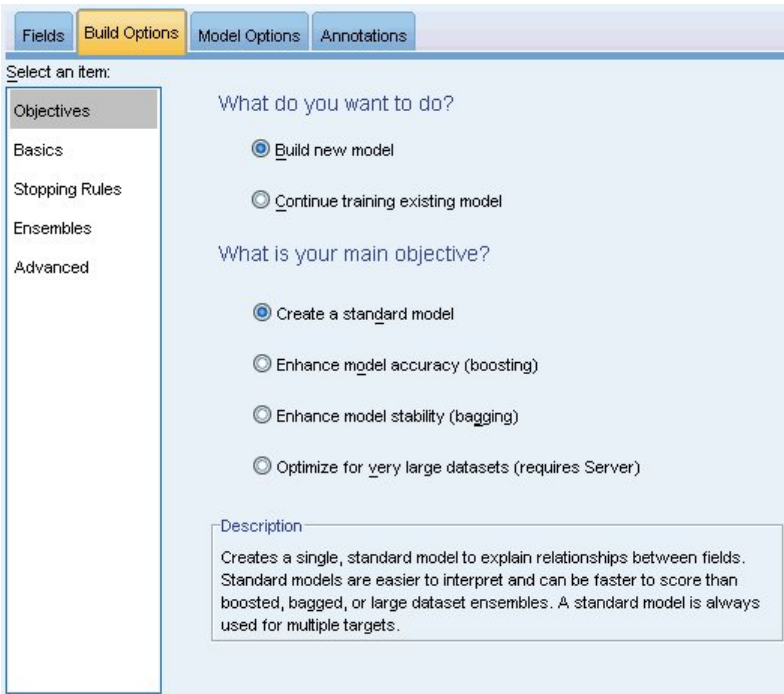 Fields
Build Options
Model Options
Annotations
Select an item:
Objectives
Basics
Stopping Rules
Ensembles
Advanced
What do you want to do?
Build new model
Continue training existing model
What is your main objective?
Create a standard model
Enhance model accuracy (boosting)
Enhance model stability (bagging)
Optimize for very large datasets (requires Server)
Description
Creates a single, standard model to explain relationships between fields.
Standard models are easier to interpret and can be faster to score than
boosted, bagged, or large dataset ensembles. A standard model is always
used for multiple targets.